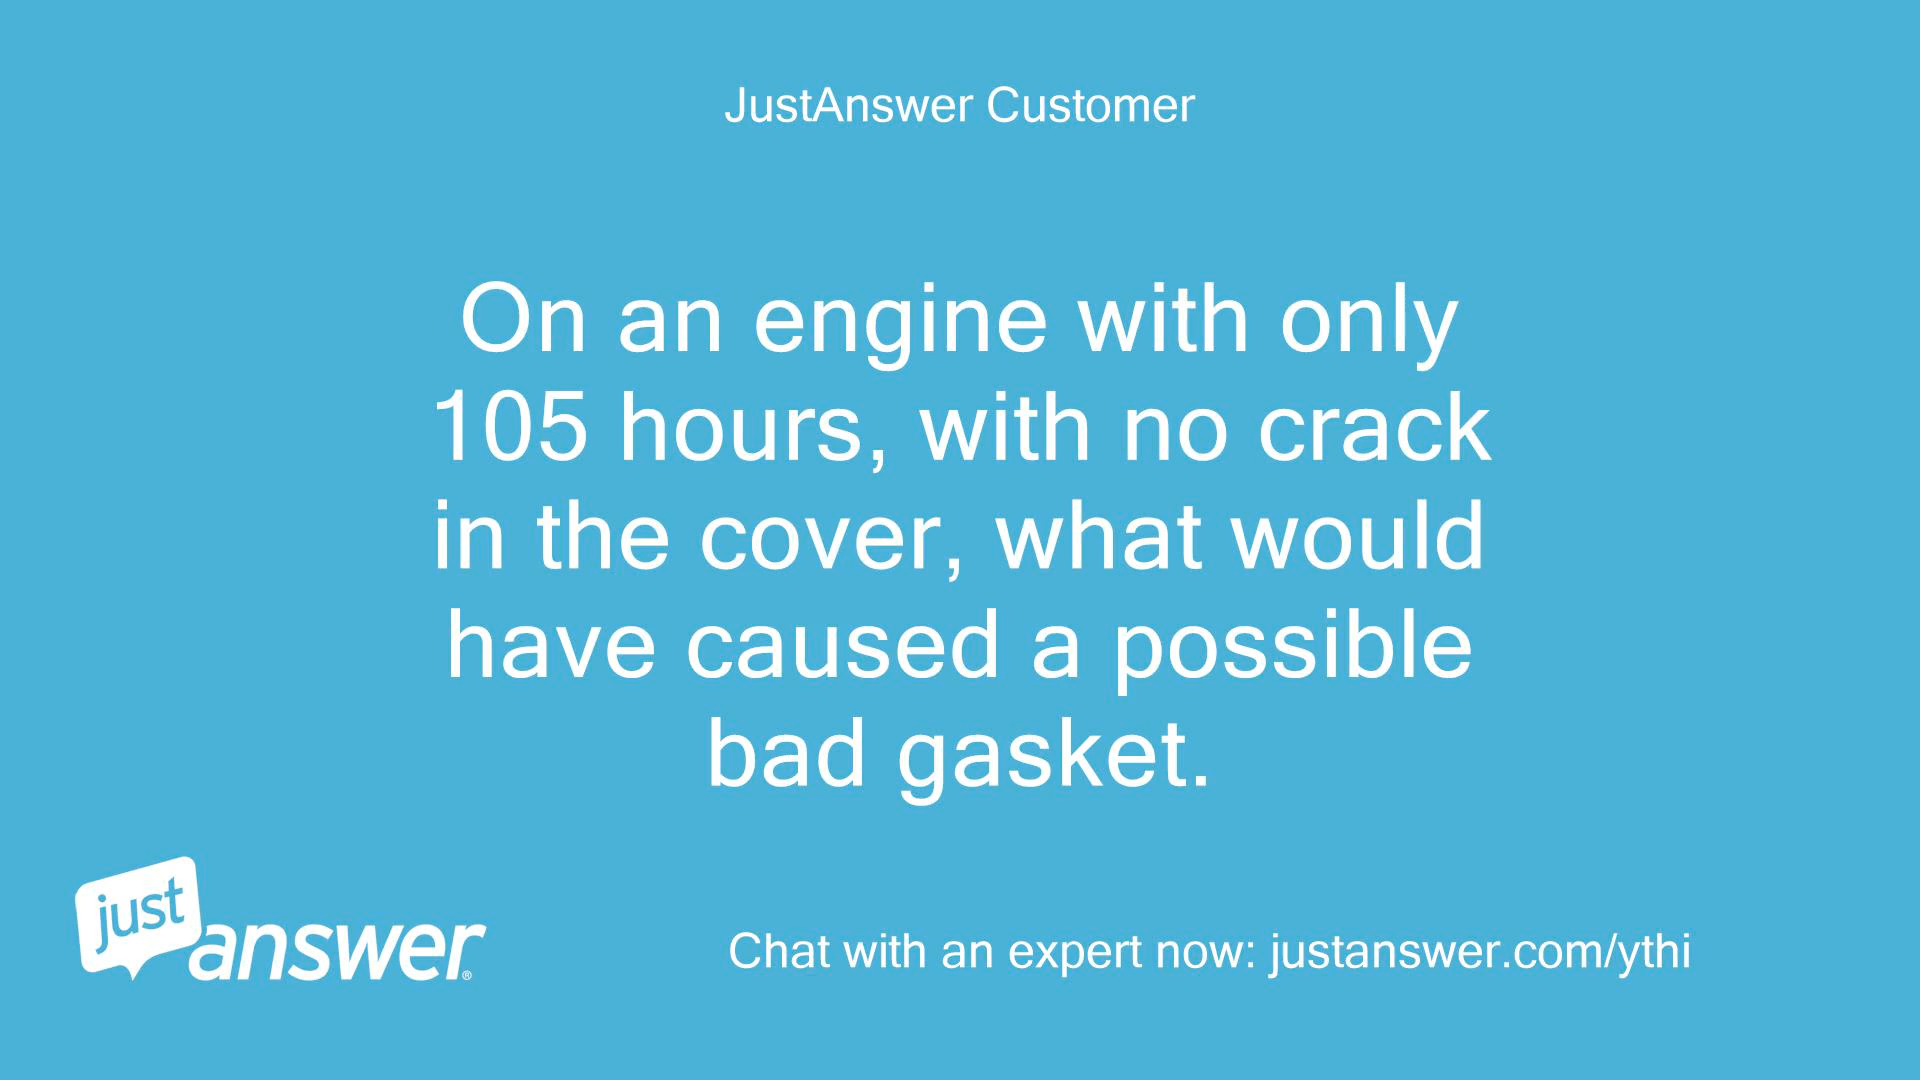 JustAnswer Customer
On an engine with only
105 hours, with no crack
in the cover, what would
have caused a possible
bad gasket.
just
answer®
Chat with an expert now: justanswer.com/ythi